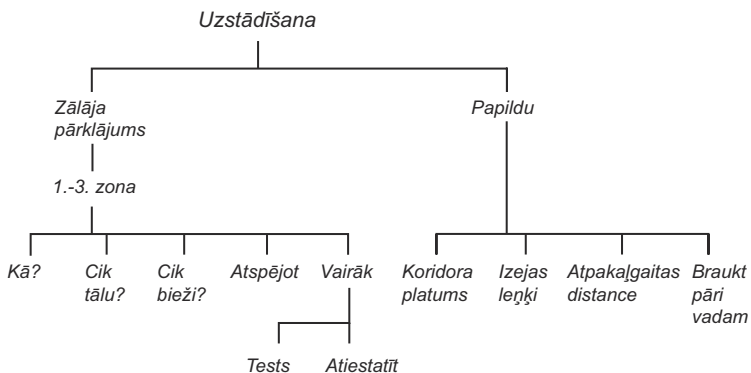 Uzstādīšana
Zālāja
pārklājums
Papildu
1.-3. zona
Kā?
Cik
tālu?
Cik
bieži?
Atspējot
Vairāk
Koridora
platums
Izejas
leņķi
Atpakaļgaitas
distance
Braukt
pāri
vadam
Tests
Atiestatīt